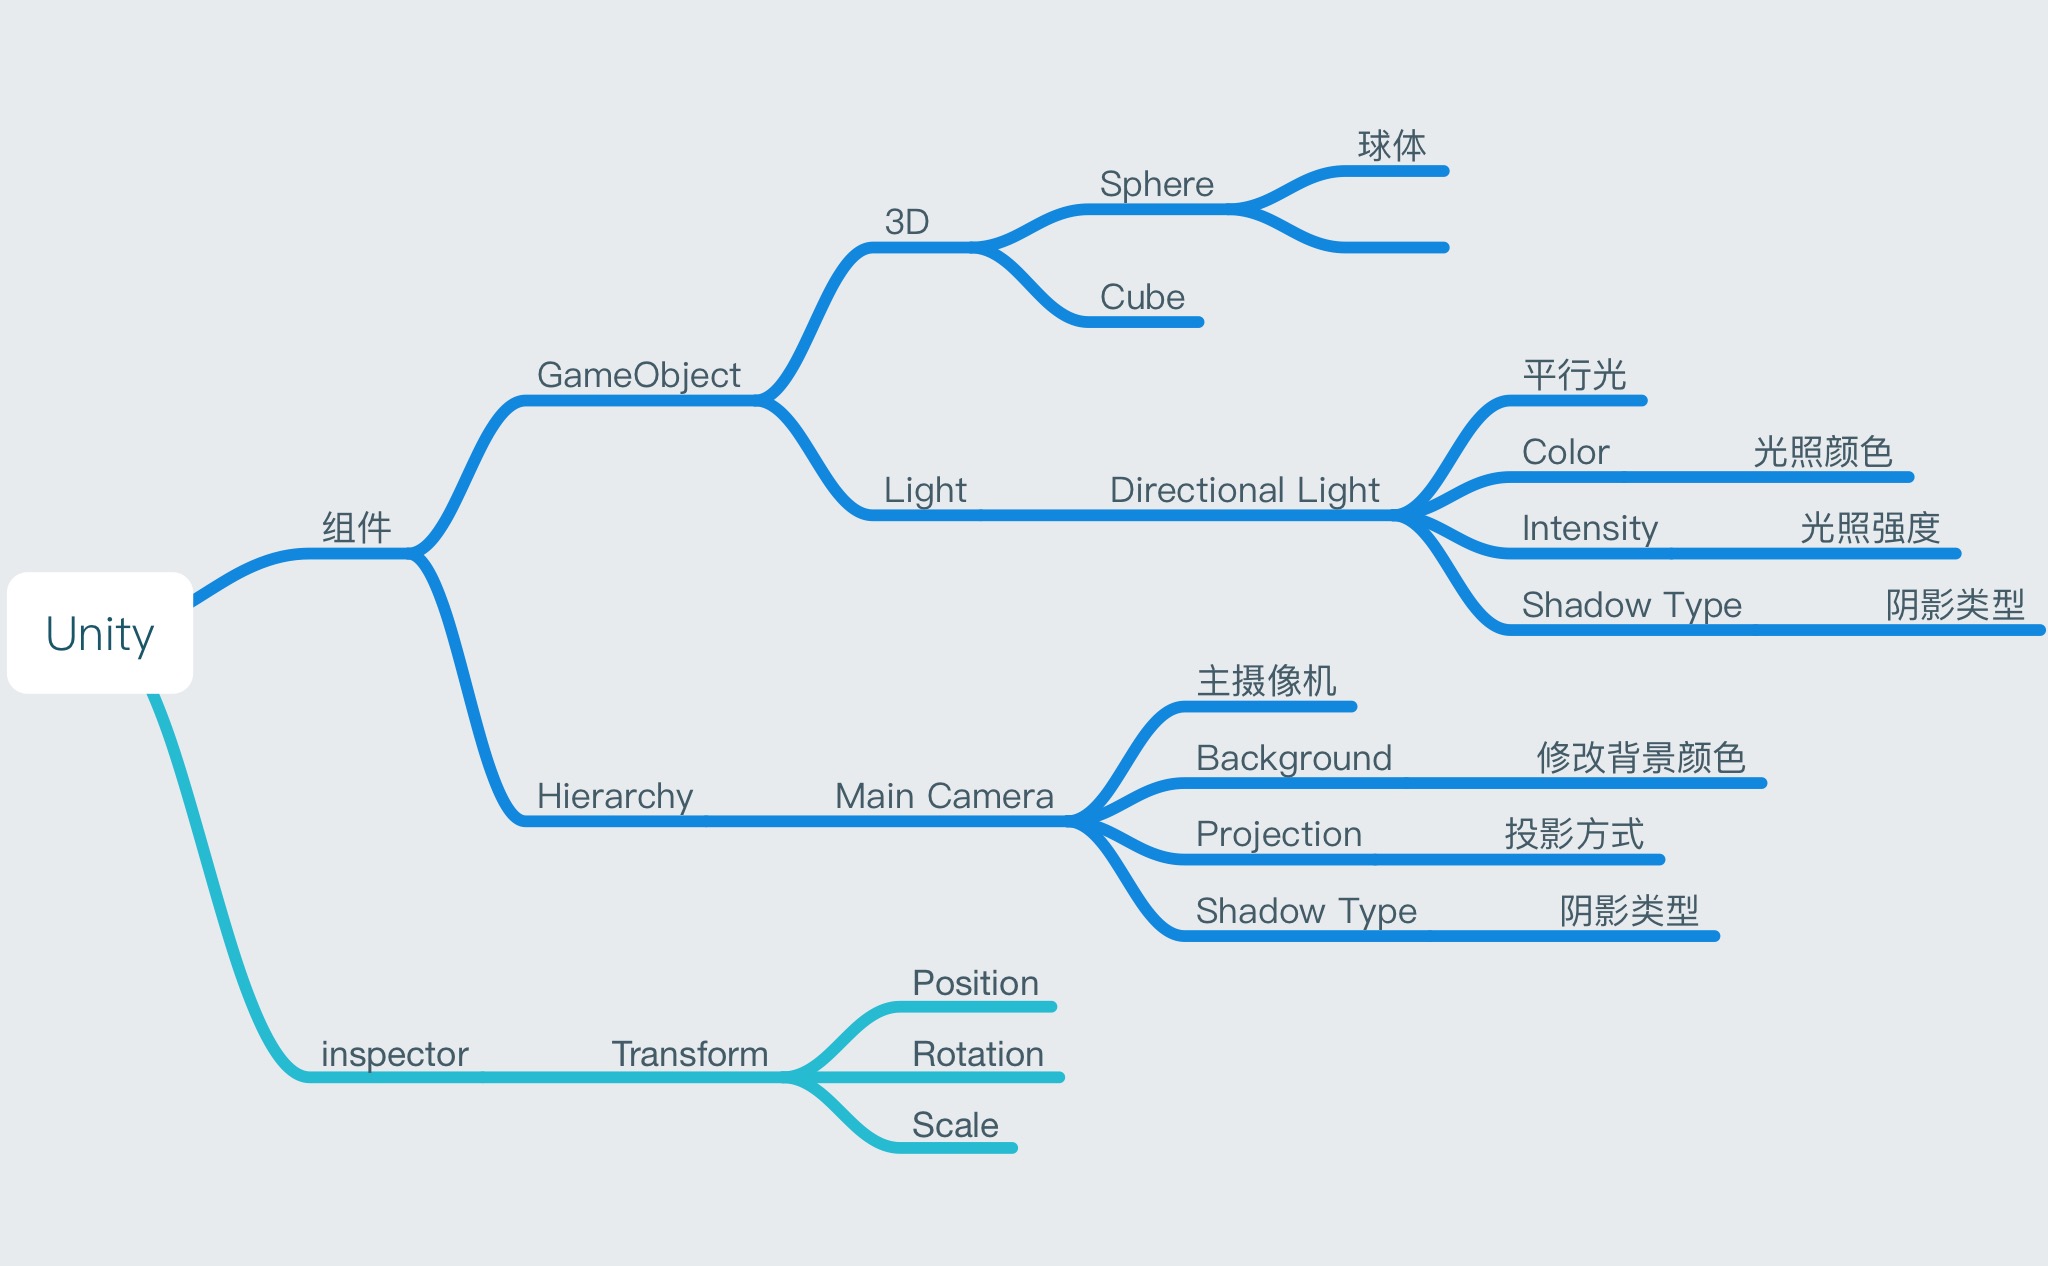 Unity
组件
GameObject
3D
Sphere
球体
Cube
Light
Directional Light
平行光
Color
光照颜色
Intensity
光照强度
Shadow Type
阴影类型
Hierarchy
Main Camera
主摄像机
Background
修改背景颜色
Projection
投影方式
Shadow Type
阴影类型
inspector
Transform
Position
Rotation
Scale